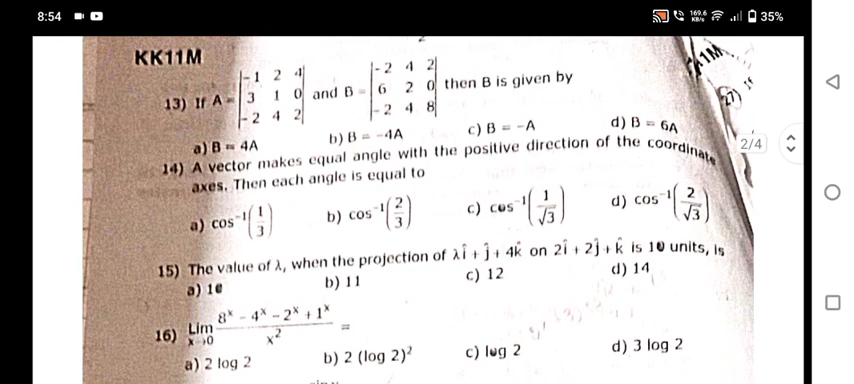 8:54
169.6
KB/s
35%
KK11M
13) If A = |-1 2 4| and B = |-2 4 2| then B is given by
|3 1 0| |6 2 0|
|-2 4 2| |-2 4 8|
a) B = 4A b) B = -4A c) B = -A d) B = 6A
14) A vector makes equal angle with the positive direction of the coordinate
axes. Then each angle is equal to
a) cos⁻¹(1/3) b) cos⁻¹(2/3) c) cos⁻¹(1/√3) d) cos⁻¹(2/√3)
15) The value of λ, when the projection of λî + ĵ + 4k̂ on 2î + 2ĵ + k̂ is 10 units, is
a) 10 b) 11 c) 12 d) 14
16) Lim x→0 (8ˣ - 4ˣ - 2ˣ + 1ˣ)/x² =
a) 2 log 2 b) 2 (log 2)² c) log 2 d) 3 log 2
27) If
2/4